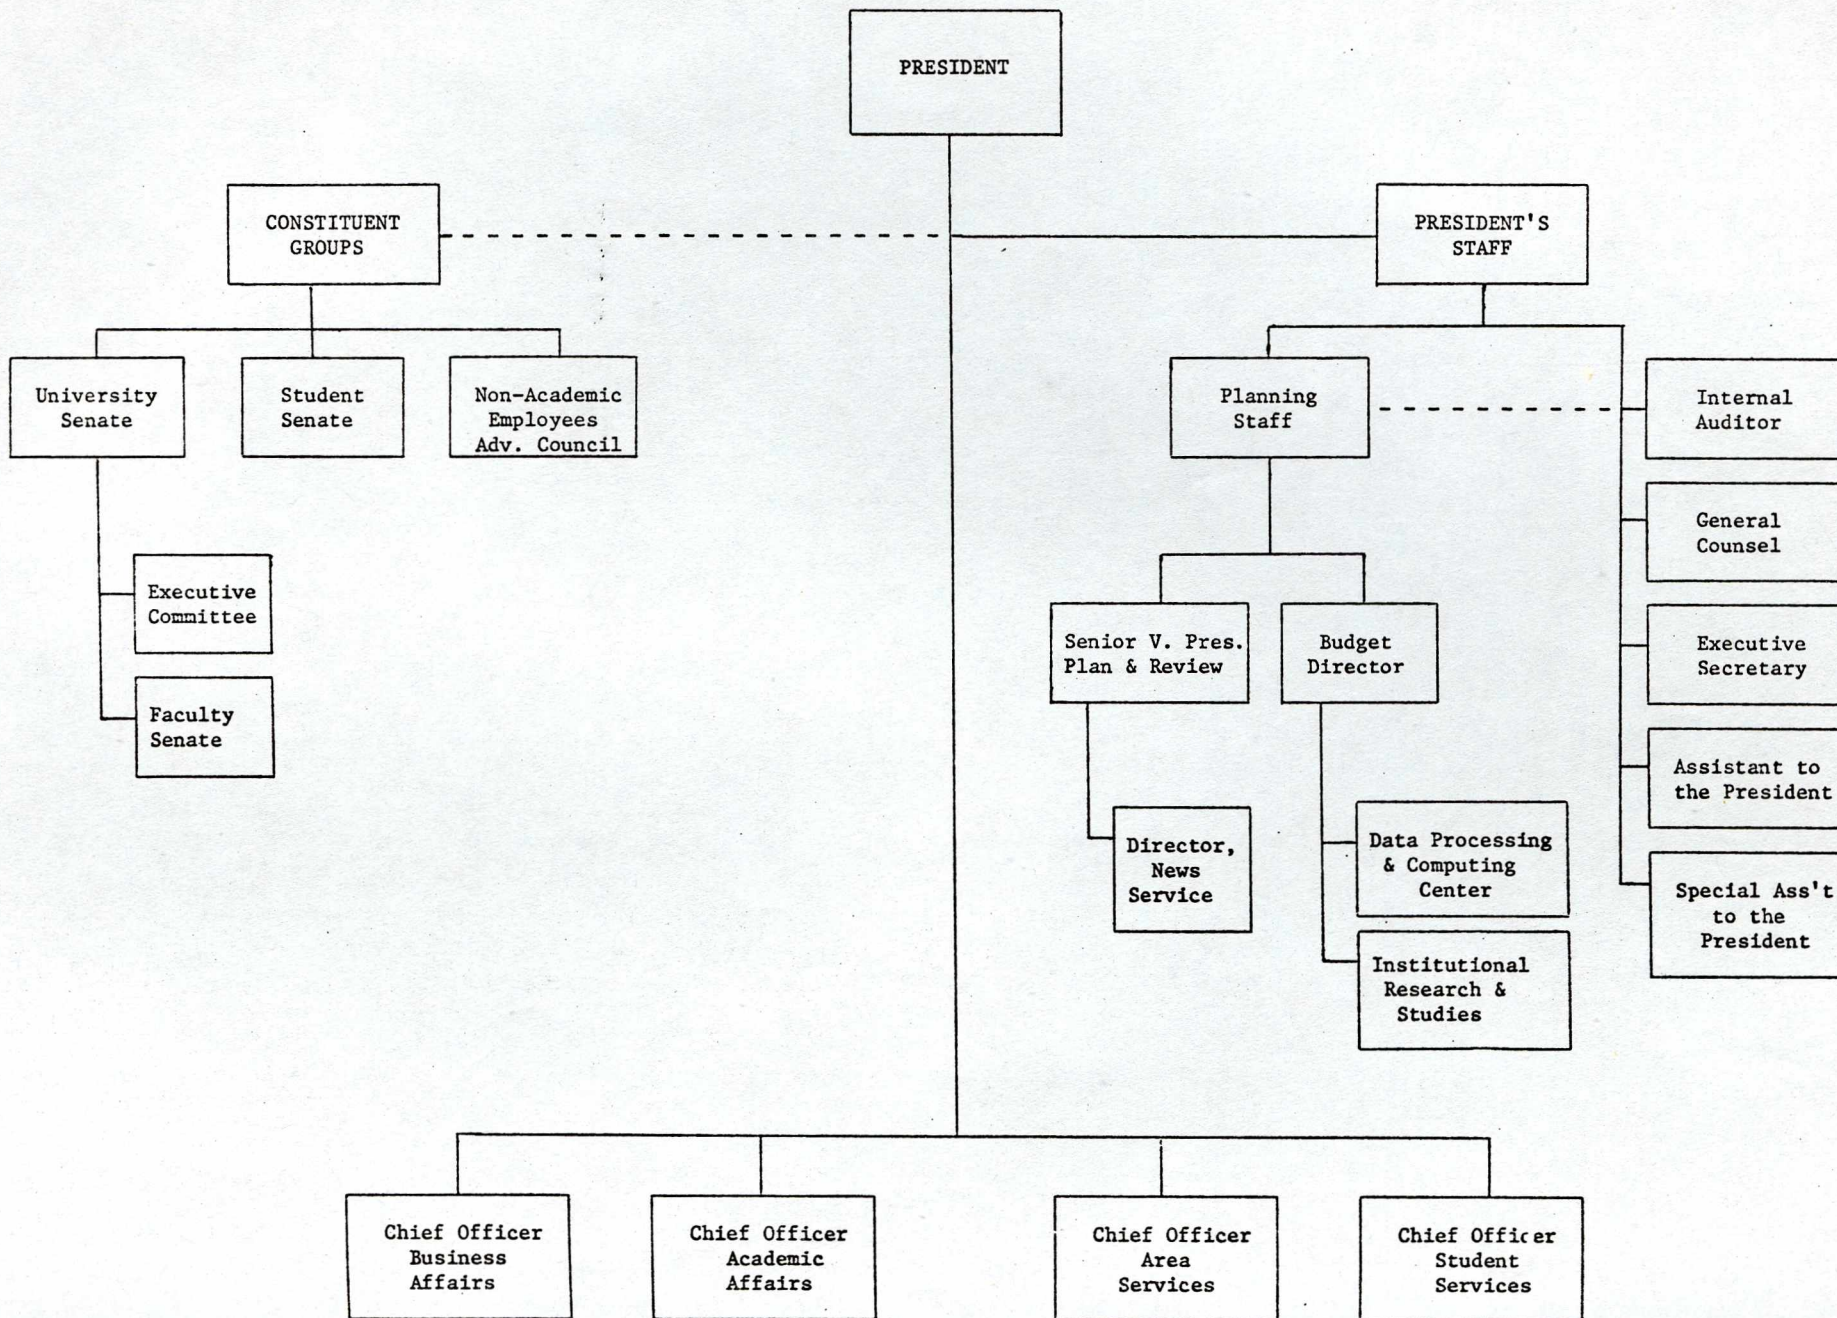 PRESIDENT
CONSTITUENT
GROUPS
PRESIDENT'S
STAFF
University
Senate
Student
Senate
Non-Academic
Employees
Adv. Council
Planning
Staff
Internal
Auditor
General
Counsel
Executive
Committee
Faculty
Senate
Senior V. Pres.
Plan & Review
Budget
Director
Executive
Secretary
Assistant to
the President
Director,
News
Service
Data Processing
& Computing
Center
Special Ass't
to the
President
Institutional
Research &
Studies
Chief Officer
Business
Affairs
Chief Officer
Academic
Affairs
Chief Officer
Area
Services
Chief Officer
Student
Services